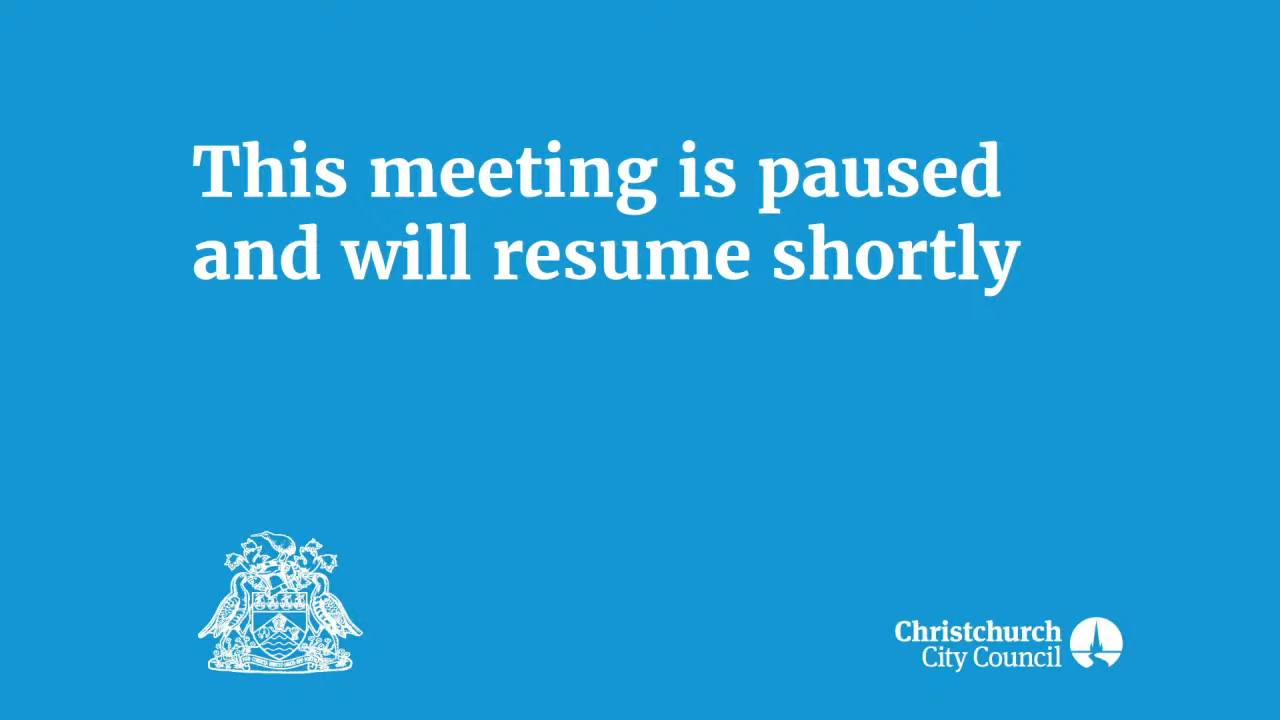 This meeting is paused
and will resume shortly
Christchurch
City Council